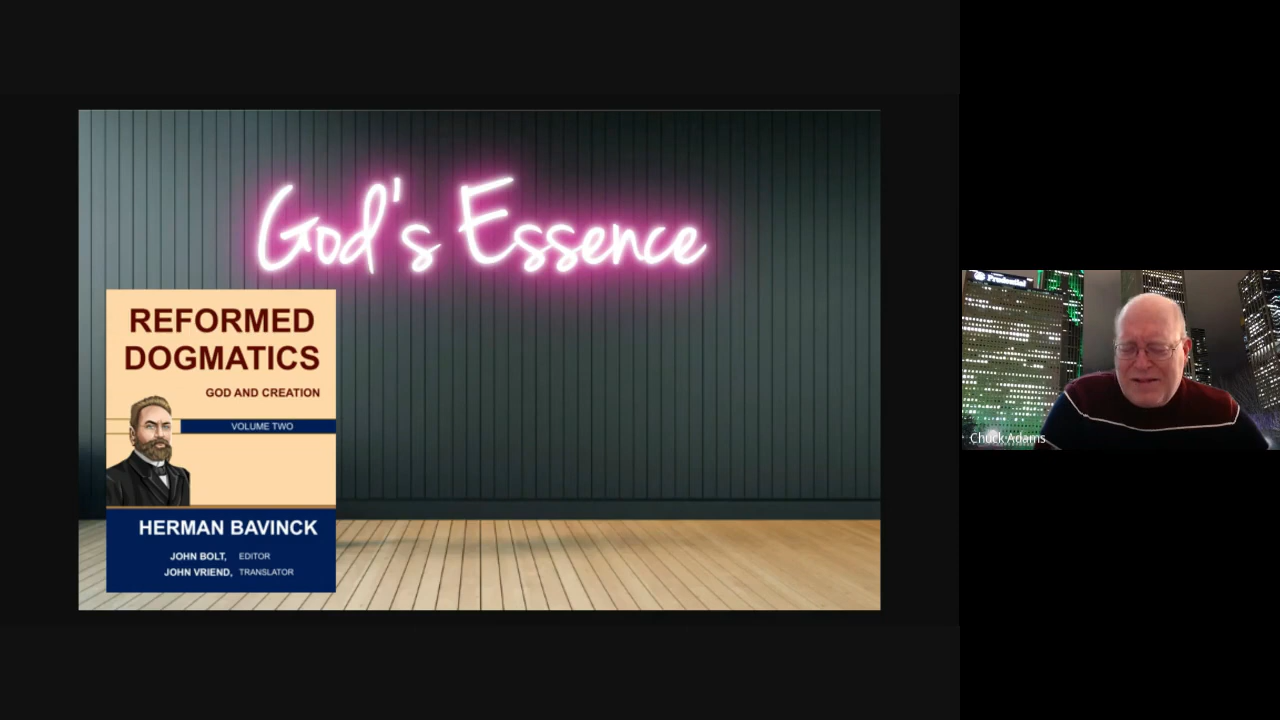 God's Essence
REFORMED
DOGMATICS
GOD AND CREATION
VOLUME TWO
HERMAN BAVINCK
JOHN BOLT, EDITOR
JOHN VRIEND, TRANSLATOR
Prudential
Chuck Adams